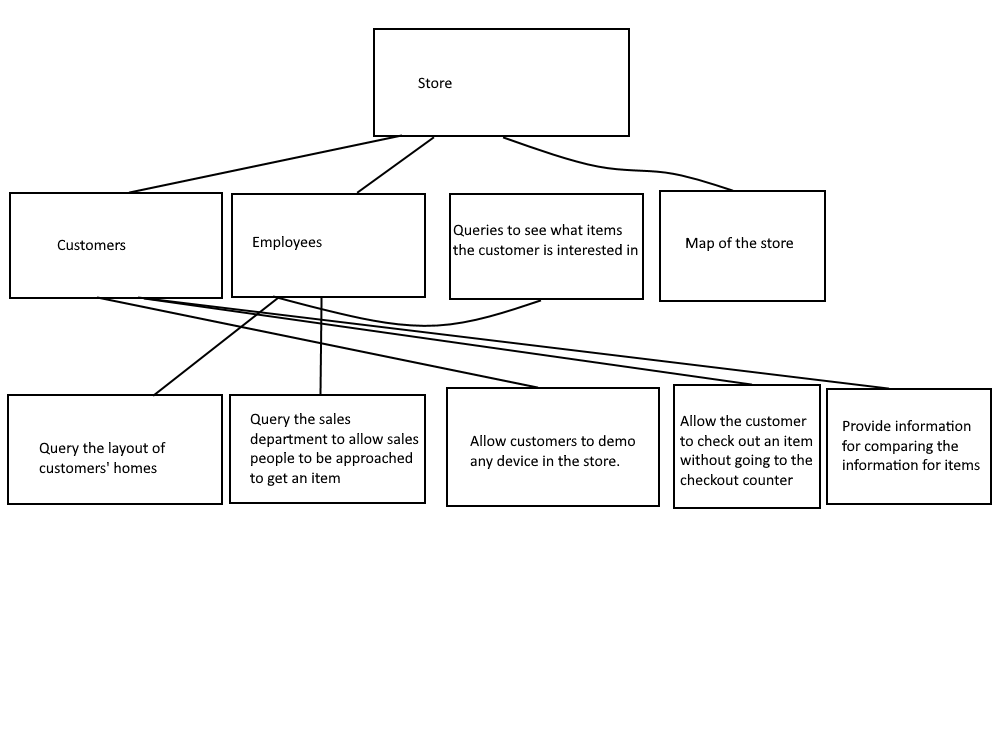 Store
Customers
Employees
Queries to see what items
the customer is interested in
Map of the store
Query the layout of
customers' homes
Query the sales
department to allow sales
people to be approached
to get an item
Allow customers to demo
any device in the store.
Allow the customer
to check out an item
without going to the
checkout counter
Provide information
for comparing the
information for items